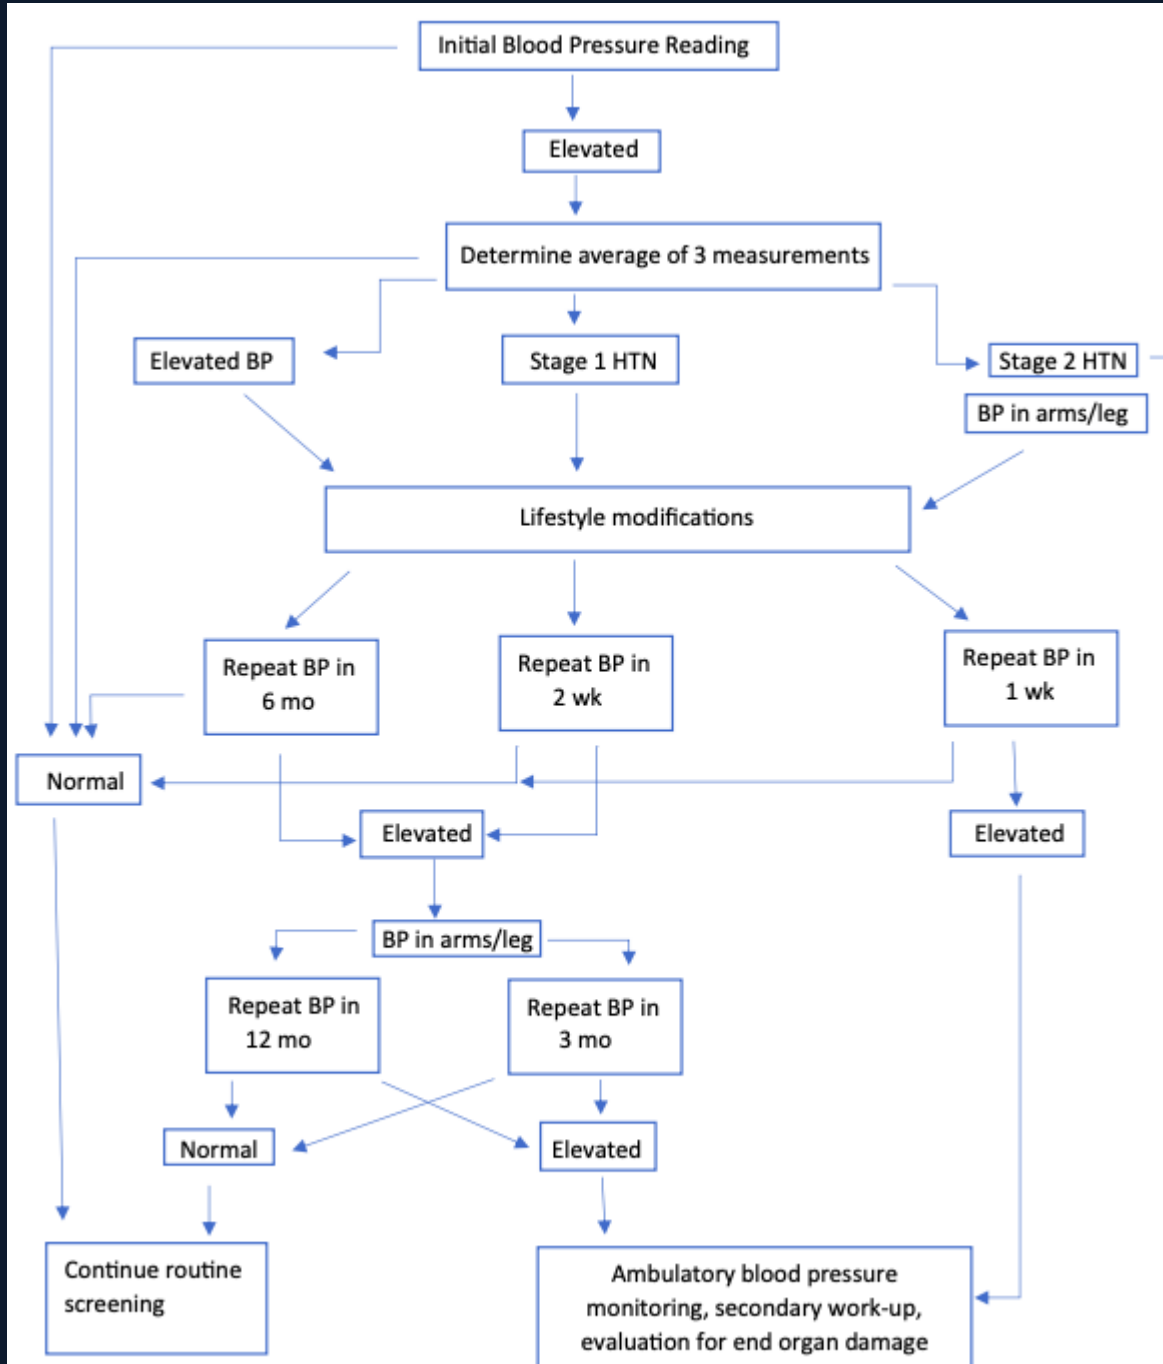 Initial Blood Pressure Reading
Elevated
Determine average of 3 measurements
Elevated BP
Stage 1 HTN
Stage 2 HTN
BP in arms/leg
Lifestyle modifications
Repeat BP in
6 mo
Repeat BP in
2 wk
Repeat BP in
1 wk
Normal
Elevated
Elevated
BP in arms/leg
Repeat BP in
12 mo
Repeat BP in
3 mo
Normal
Elevated
Continue routine
screening
Ambulatory blood pressure
monitoring, secondary work-up,
evaluation for end organ damage